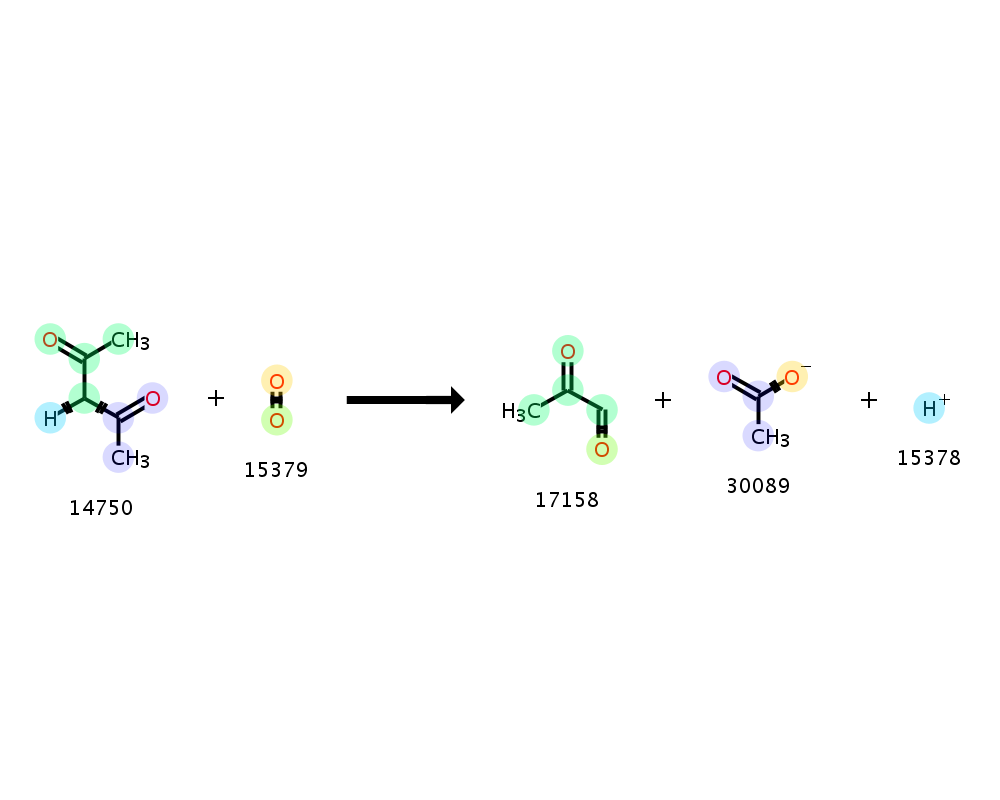 O CH3
H O
CH3
14750
+
O
O
15379
O
H3C
O
17158
+
O O−
CH3
30089
+
H+
15378